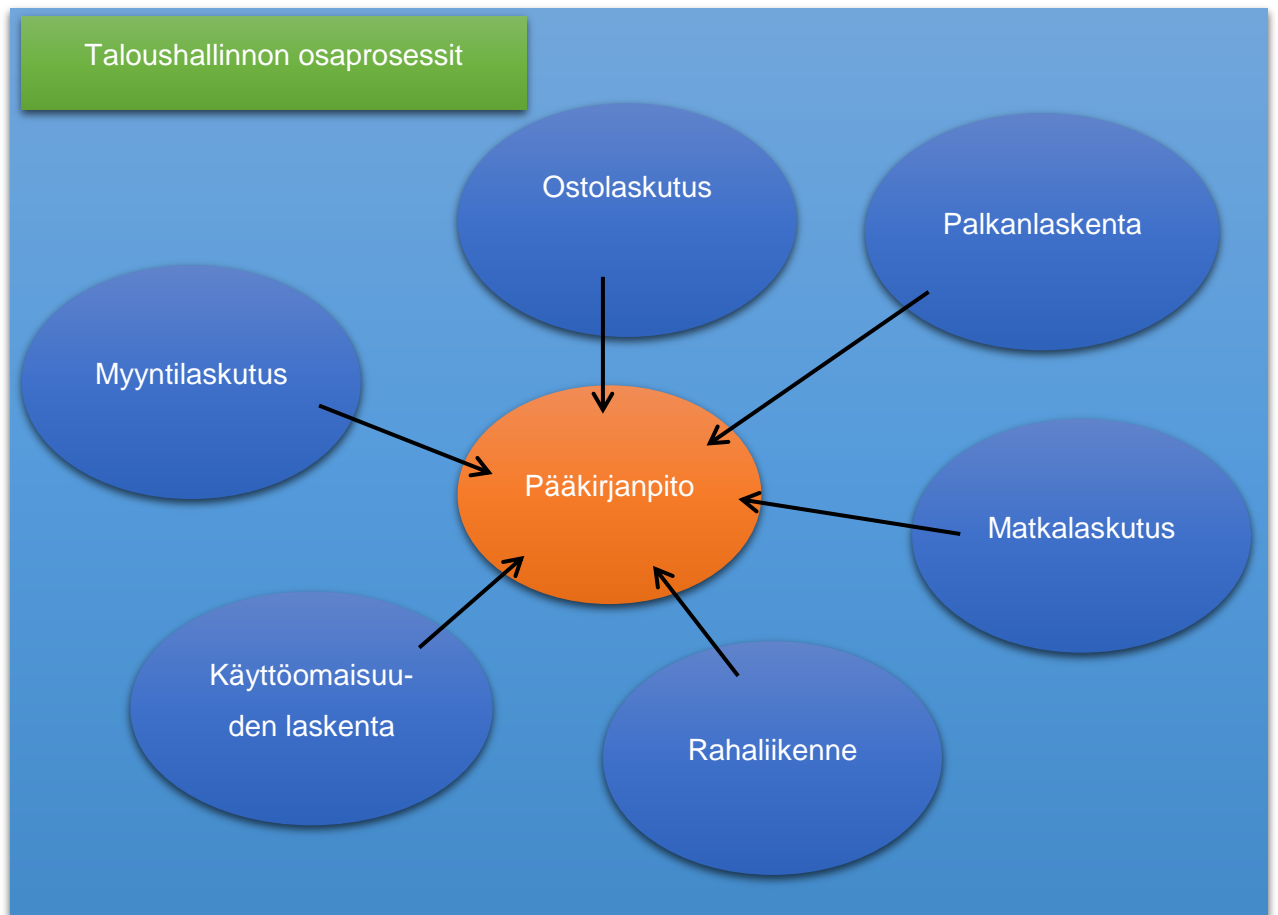 Taloushallinnon osaprosessit
Ostolaskutus
Palkanlaskenta
Myyntilaskutus
Pääkirjanpito
Matkalaskutus
Käyttöomaisuu-
den laskenta
Rahaliikenne